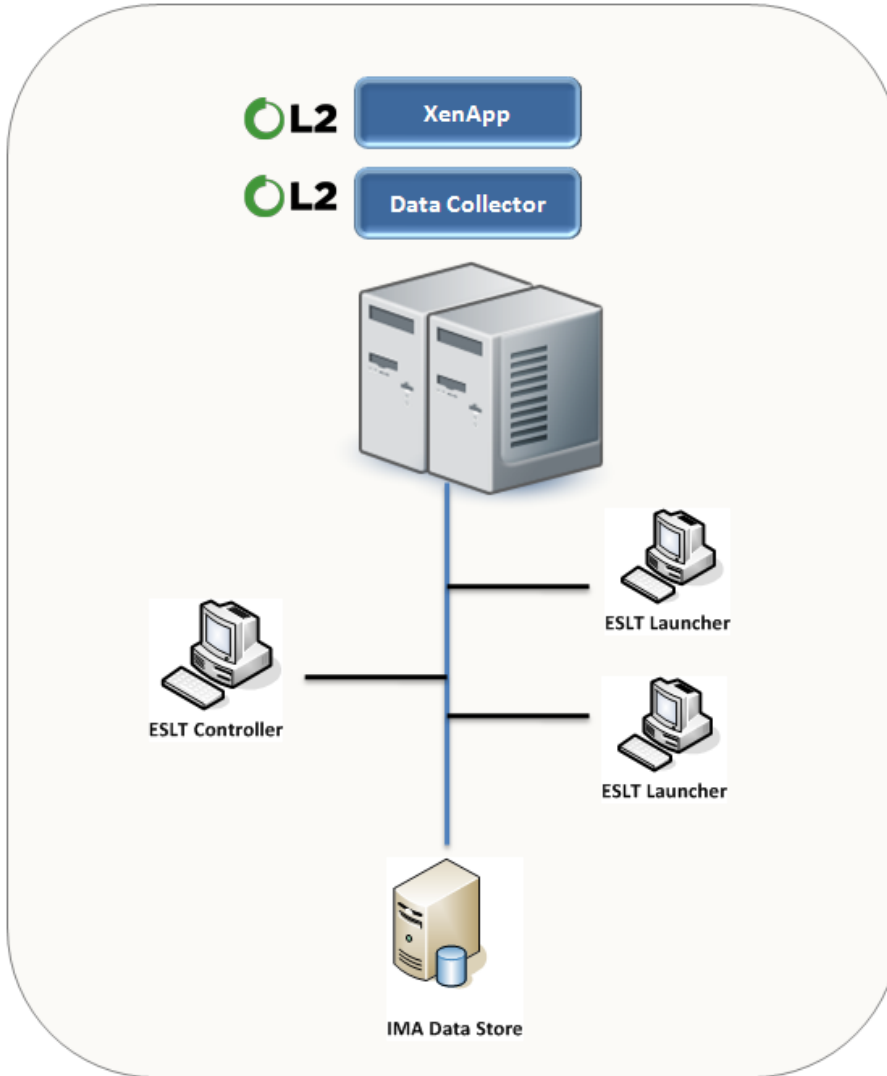 L2 XenApp
L2 Data Collector
ESLT Launcher
ESLT Controller
ESLT Launcher
IMA Data Store